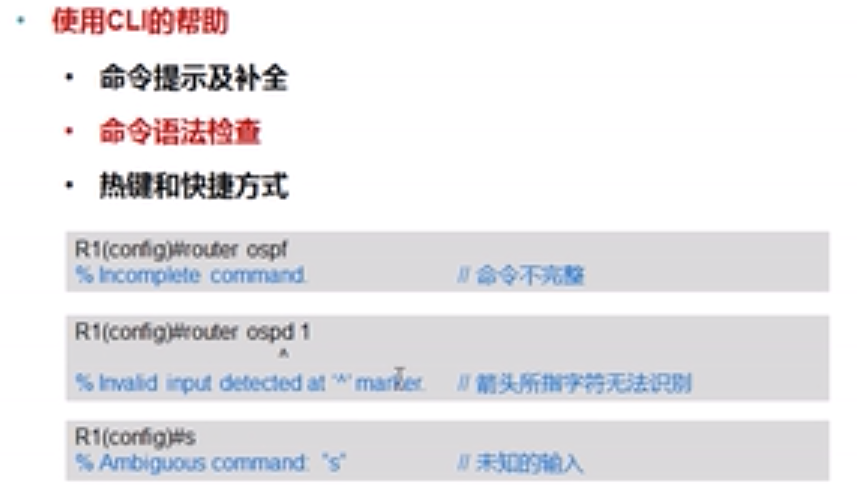 • 使用CLI的帮助
• 命令提示及补全
• 命令语法检查
• 热键和快捷方式
R1(config)#router ospf
% Incomplete command. // 命令不完整
R1(config)#router ospd 1
^
% Invalid input detected at '^' marker. // 箭头所指字符无法识别
R1(config)#s
% Ambiguous command: "s" // 未知的输入